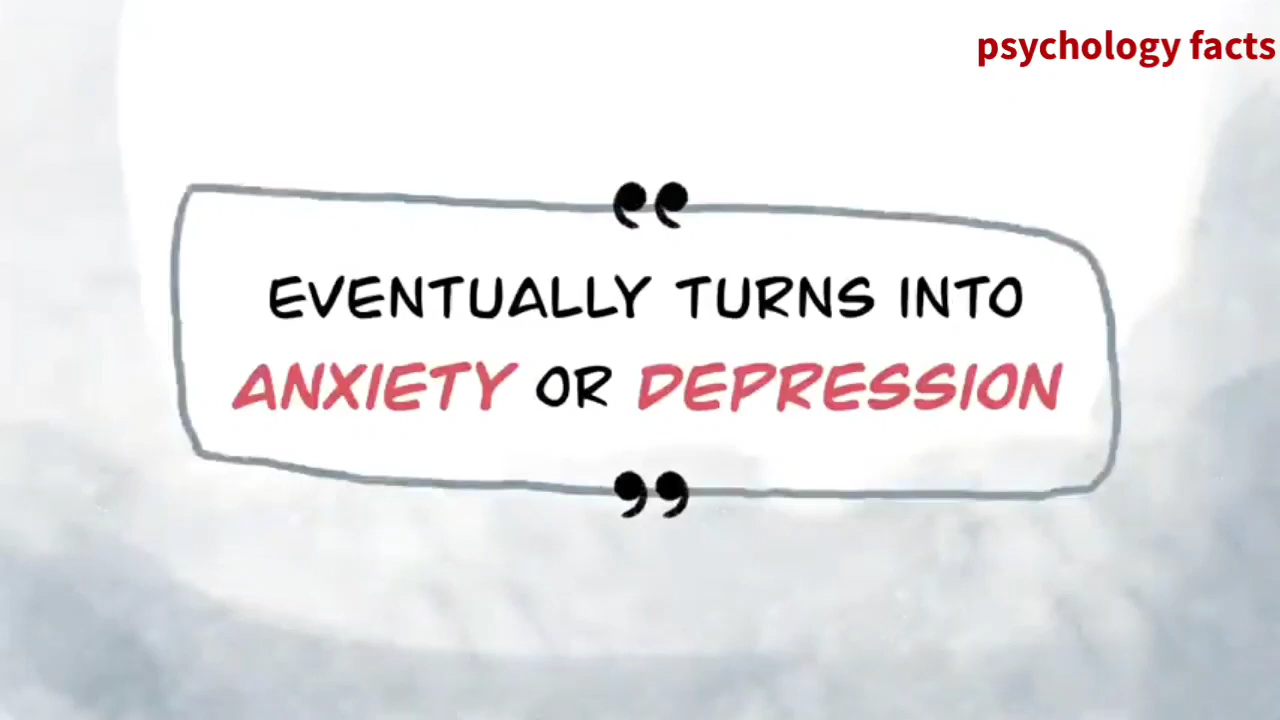 psychology facts
“
EVENTUALLY TURNS INTO
ANXIETY OR DEPRESSION
”